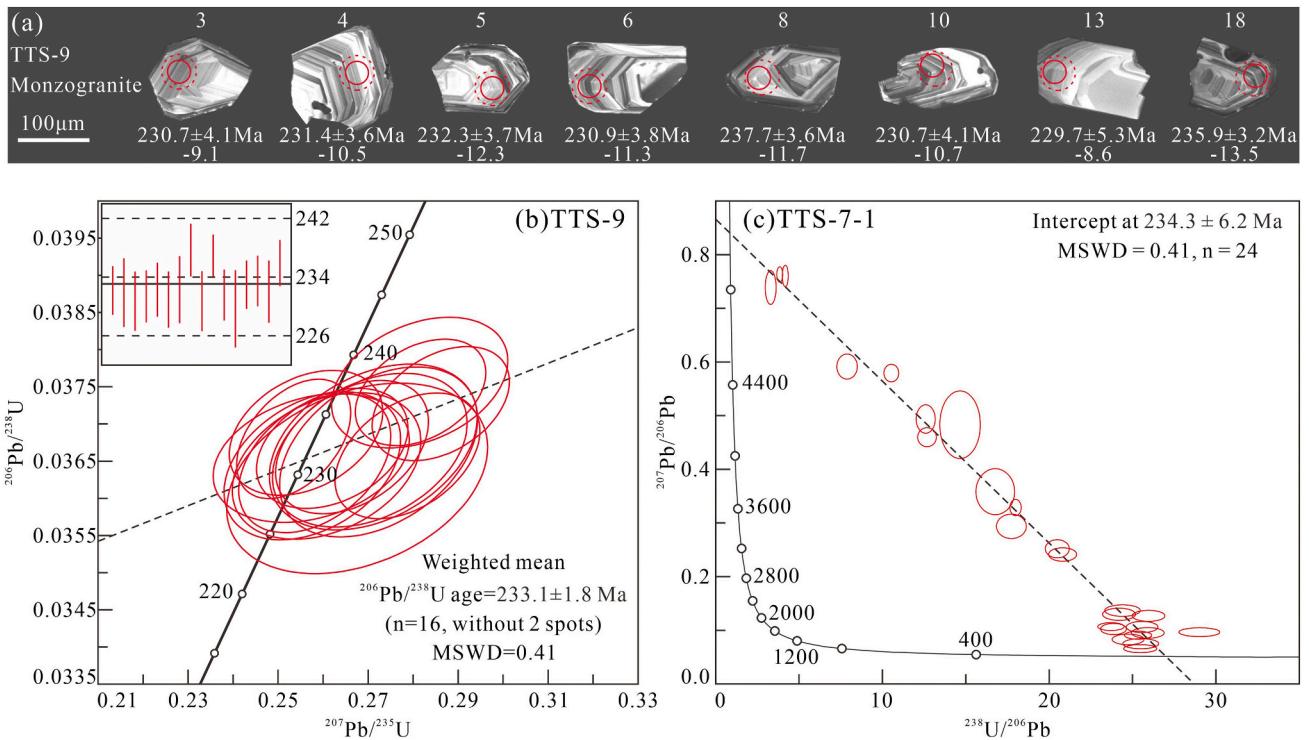 (a)
3 4 5 6 8 10 13 18
TTS-9
Monzogranite
100μm
230.7±4.1Ma 231.4±3.6Ma 232.3±3.7Ma 230.9±3.8Ma 237.7±3.6Ma 230.7±4.1Ma 229.7±5.3Ma 235.9±3.2Ma
-9.1 -10.5 -12.3 -11.3 -11.7 -10.7 -8.6 -13.5
(b)TTS-9
242
234
226
250
240
230
220
0.0395
0.0385
0.0375
0.0365
0.0355
0.0345
0.0335
²⁰⁶Pb/²³⁸U
Weighted mean
²⁰⁶Pb/²³⁸U age=233.1±1.8 Ma
(n=16, without 2 spots)
MSWD=0.41
0.21 0.23 0.25 0.27 0.29 0.31 0.33
²⁰⁷Pb/²³⁵U
(c)TTS-7-1
Intercept at 234.3 ± 6.2 Ma
MSWD = 0.41, n = 24
0.8
0.6
0.4
0.2
0.0
²⁰⁷Pb/²⁰⁶Pb
4400
3600
2800
2000
1200
400
0 10 20 30
²³⁸U/²⁰⁶Pb